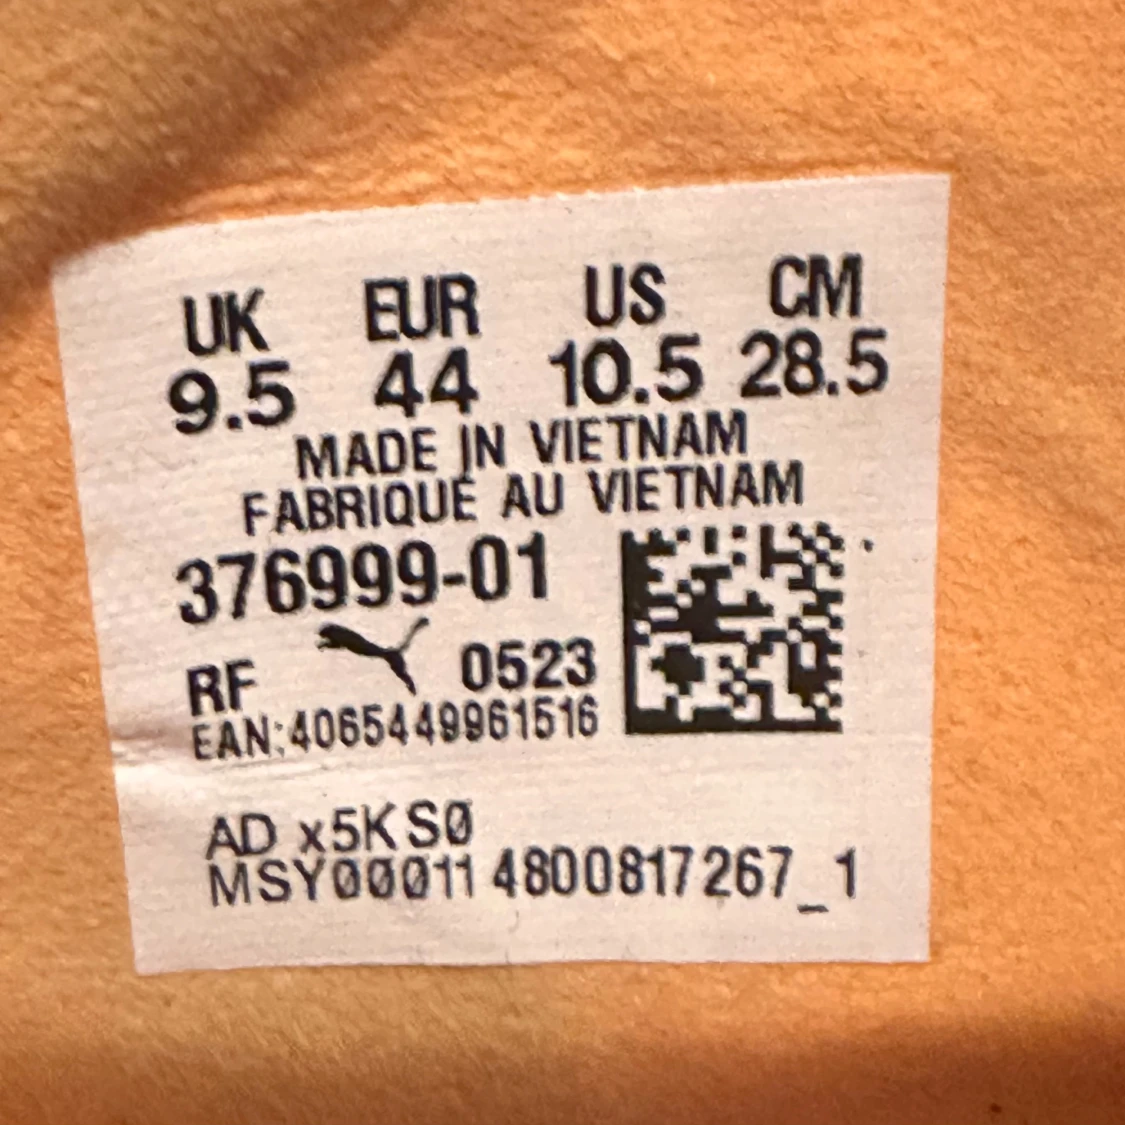 UK EUR US CM
9.5 44 10.5 28.5
MADE IN VIETNAM
FABRIQUÉ AU VIETNAM
376999-01
RF 0523
EAN:4065449961516
AD x5KS0
MSY00011 4800817267_1